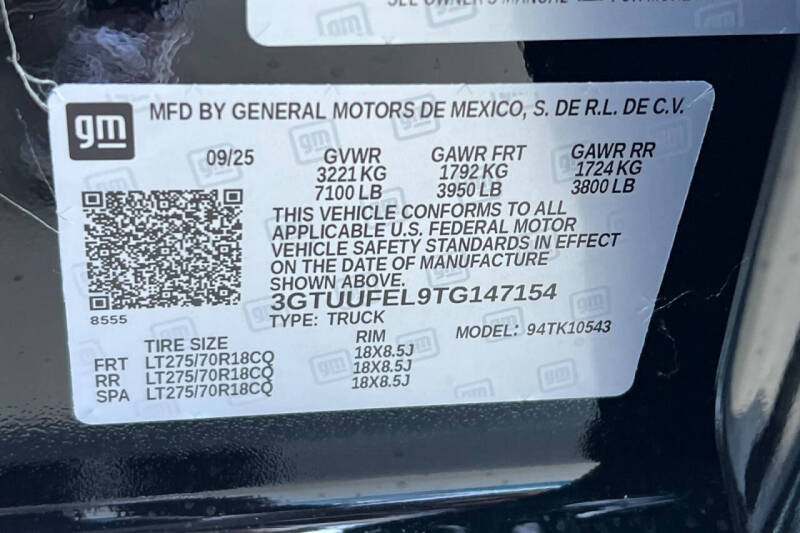 SEE OWNER'S MANUAL
gm
MFD BY GENERAL MOTORS DE MEXICO, S. DE R.L. DE C.V.
09/25 GVWR GAWR FRT GAWR RR
3221 KG 1792 KG 1724 KG
7100 LB 3950 LB 3800 LB
THIS VEHICLE CONFORMS TO ALL
APPLICABLE U.S. FEDERAL MOTOR
VEHICLE SAFETY STANDARDS IN EFFECT
ON THE DATE OF MANUFACTURE
SHOWN ABOVE.
3GTUUFEL9TG147154
8555
TYPE: TRUCK MODEL: 94TK10543
TIRE SIZE RIM
FRT LT275/70R18CQ 18X8.5J
RR LT275/70R18CQ 18X8.5J
SPA LT275/70R18CQ 18X8.5J